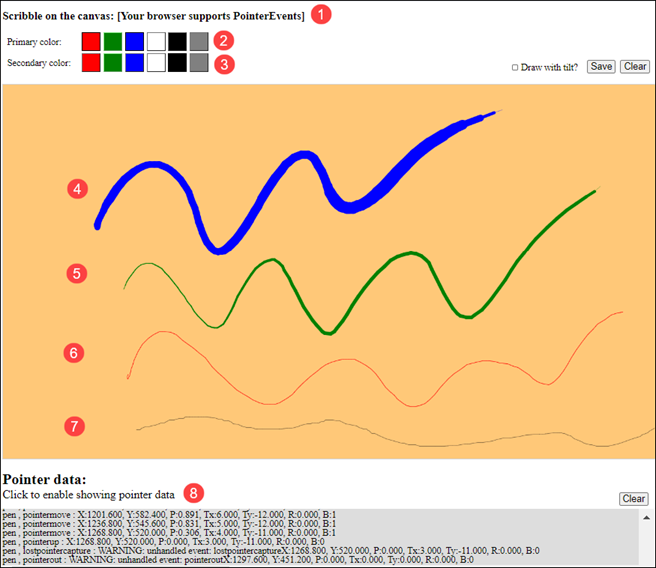 Scribble on the canvas: [Your browser supports PointerEvents] 1
Primary color: 2
Secondary color: 3
Draw with tilt? Save Clear
4
5
6
7
Pointer data:
Click to enable showing pointer data 8
Clear
pen , pointermove : X:1201.600, Y:582.400, P:0.891, Tx:6.000, Ty:-12.000, R:0.000, B:1
pen , pointermove : X:1236.800, Y:545.600, P:0.831, Tx:5.000, Ty:-12.000, R:0.000, B:1
pen , pointermove : X:1268.800, Y:520.000, P:0.306, Tx:4.000, Ty:-11.000, R:0.000, B:1
pen , pointerup : X:1268.800, Y:520.000, P:0.000, Tx:3.000, Ty:-11.000, R:0.000, B:0
pen , lostpointercapture : WARNING: unhandled event: lostpointercaptureX:1268.800, Y:520.000, P:0.000, Tx:3.000, Ty:-11.000, R:0.000, B:0
pen , pointerout : WARNING: unhandled event: pointeroutX:1297.600, Y:451.200, P:0.000, Tx:0.000, Ty:0.000, R:0.000, B:0